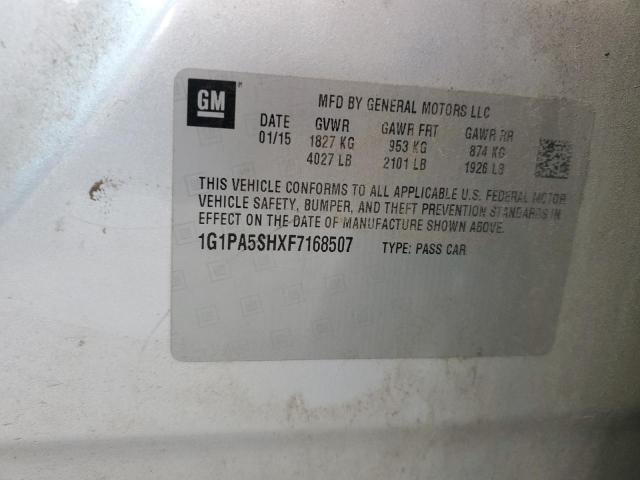 GM
MFD BY GENERAL MOTORS LLC
DATE GVWR GAWR FRT GAWR RR
01/15 1827 KG 953 KG 874 KG
4027 LB 2101 LB 1926 LB
THIS VEHICLE CONFORMS TO ALL APPLICABLE U.S. FEDERAL MOTOR
VEHICLE SAFETY, BUMPER, AND THEFT PREVENTION STANDARDS IN
EFFECT ON THE DATE OF MANUFACTURE SHOWN ABOVE.
1G1PA5SHXF7168507 TYPE: PASS CAR